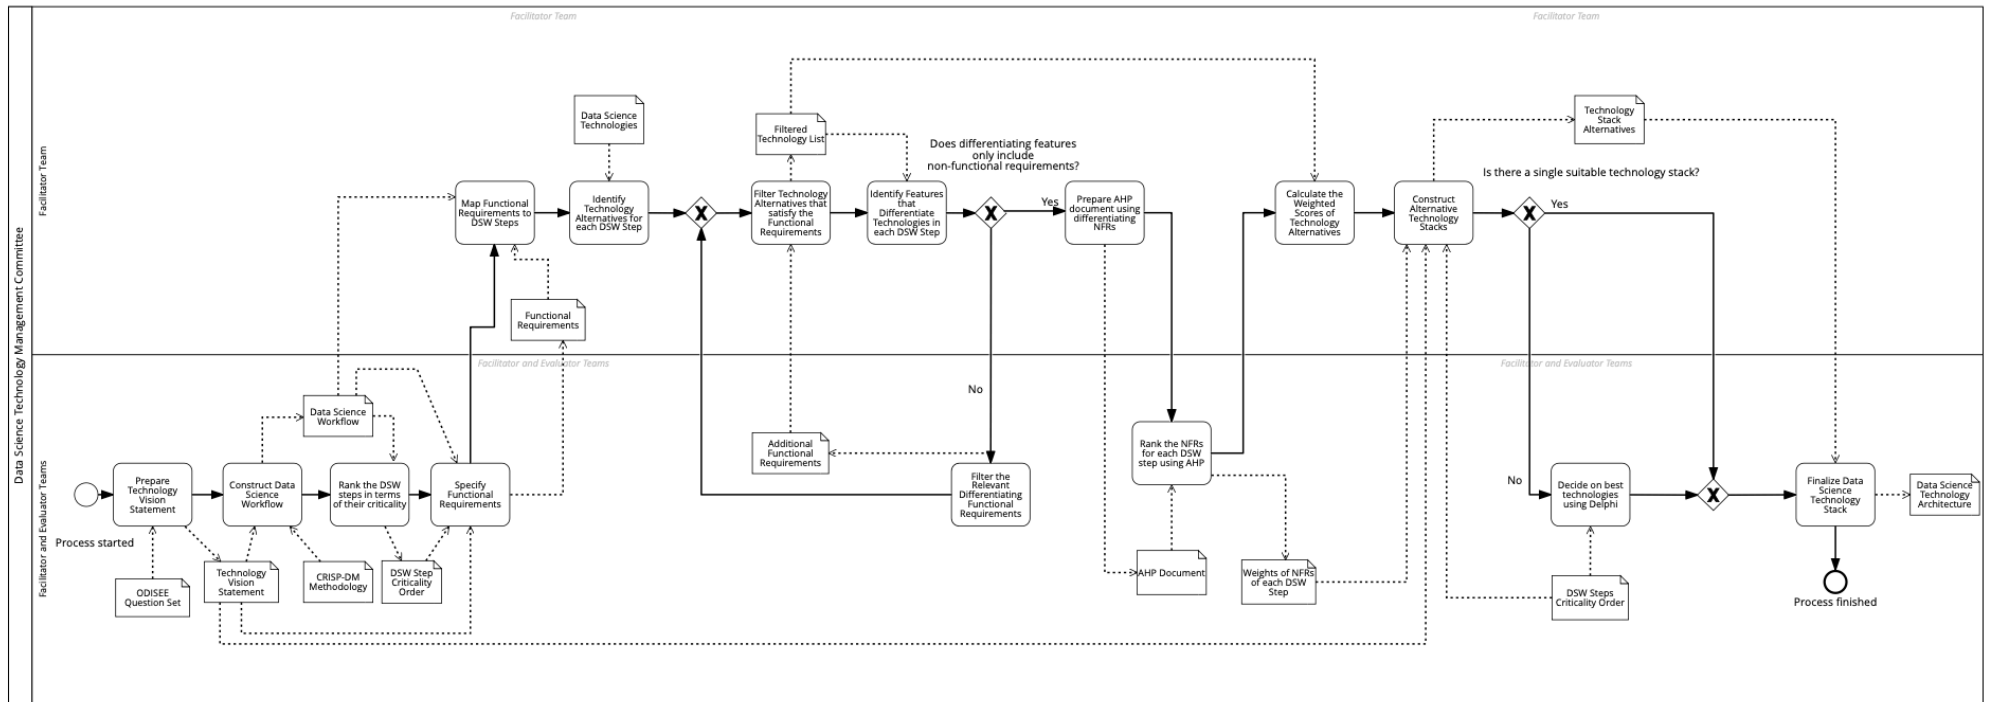 Data Science Technology Management Committee
Facilitator Team
Facilitator and Evaluator Teams
Facilitator Team
Facilitator Team
Data Science
Technologies
Filtered
Technology List
Does differentiating features
only include
non-functional requirements?
Technology
Stack
Alternatives
Is there a single suitable technology stack?
Map Functional
Requirements to
DSW Steps
Identify
Technology
Alternatives for
each DSW Step
X
Filter Technology
Alternatives that
satisfy the
Functional
Requirements
Identify Features
that
Differentiate
Technologies in
each DSW Step
X
Yes
Prepare AHP
document using
differentiating
NFRs
Calculate the
Weighted
Scores of
Technology
Alternatives
Construct
Alternative
Technology
Stacks
X
Yes
Functional
Requirements
Facilitator and Evaluator Teams
Facilitator and Evaluator Teams
No
Data Science
Workflow
Additional
Functional
Requirements
Rank the NFRs
for each DSW
step using AHP
Process started
Prepare
Technology
Vision
Statement
Construct Data
Science
Workflow
Rank the DSW
steps in terms
of their criticality
Specify
Functional
Requirements
Filter the
Relevant
Differentiating
Functional
Requirements
No
Decide on best
technologies
using Delphi
X
Finalize Data
Science
Technology
Stack
Data Science
Technology
Architecture
ODISEE
Question Set
Technology
Vision
Statement
CRISP-DM
Methodology
DSW Step
Criticality
Order
AHP Document
Weights of NFRs
of each DSW
Step
DSW Steps
Criticality Order
Process finished